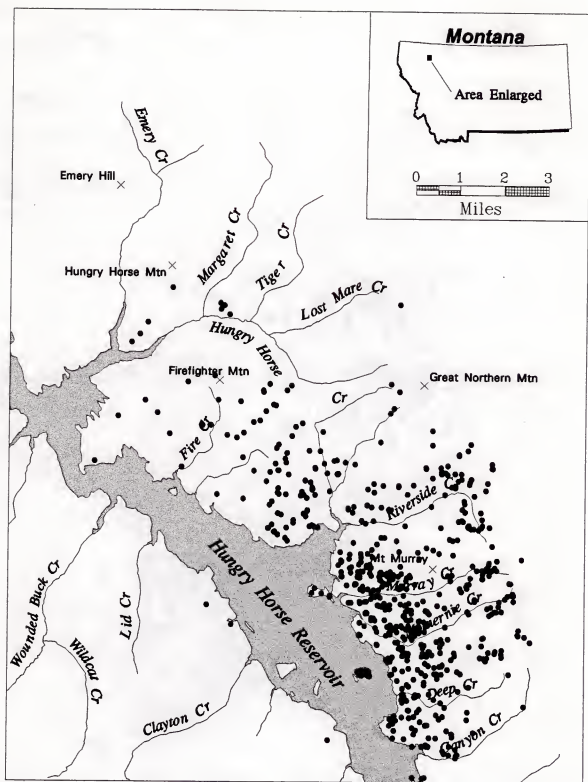 Montana
Area Enlarged
0 1 2 3
Miles
Emery Cr
Emery Hill
Margaret Cr
Tiger Cr
Hungry Horse Mtn
Lost Mare Cr
Hungry Horse Cr
Firefighter Mtn
Great Northern Mtn
Fire Cr
Riverside Cr
Mt Murray
Cr
Hungry Horse Reservoir
Wounded Buck Cr
Lid Cr
Wildcat Cr
Cr
Deep Cr
Clayton Cr
Canyon Cr